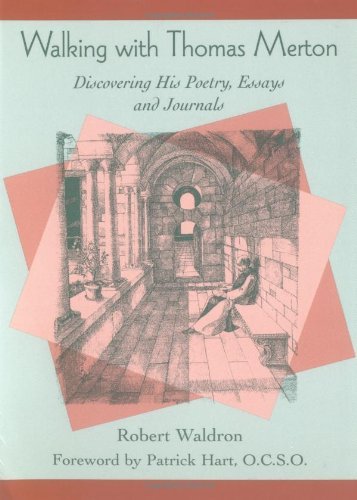 Walking with Thomas Merton
Discovering His Poetry, Essays
and Journals
Robert Waldron
Foreword by Patrick Hart, O.C.S.O.